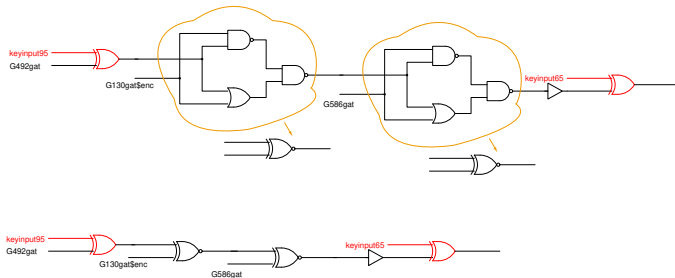 keyinput95
G492gat
G130gat$enc
G586gat
keyinput65
keyinput95
G492gat
G130gat$enc
G586gat
keyinput65